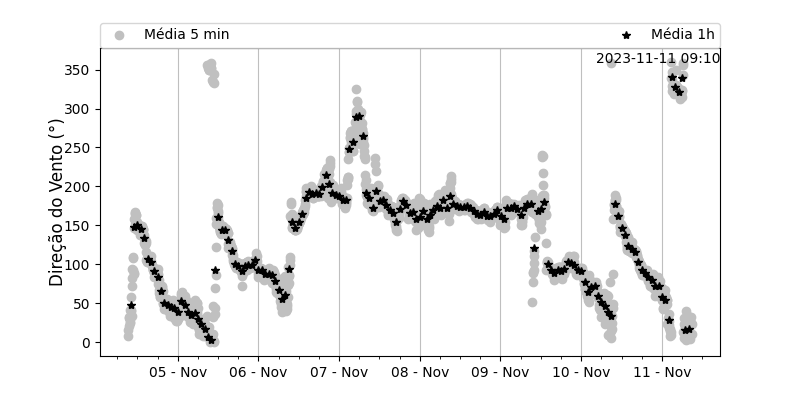 Média 5 min
Média 1h
2023-11-11 09:10
Direção do Vento (°)
350
300
250
200
150
100
50
0
05 - Nov
06 - Nov
07 - Nov
08 - Nov
09 - Nov
10 - Nov
11 - Nov